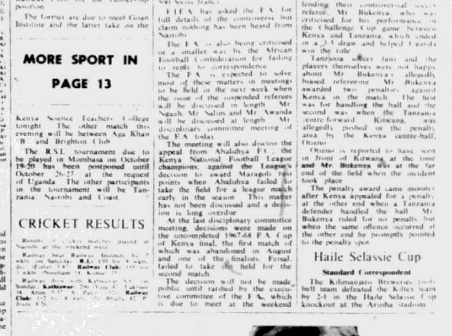 position
The former are due to meet Goan
Institute and the latter take on the
MORE SPORT IN
PAGE 13
Kenya Science Teachers College
tonight The other match this
evening will be between Aga Khan
'B' and Brighton Club
The R.S.L. tournament due to
be played in Mombasa on October
19-20 has been postponed until
October 26-27 at the request
of Uganda. The other participants
in the tournament will be Tan-
zania, Nairobi and Coast.
CRICKET RESULTS
FIFA has asked the FA for
full details of the controversy but
claim nothing has been heard from
Nairobi
The FA is also being criticised
in a smaller way by the African
Football Confederation for failing
to reply to correspondence
The FA is expected to solve
most of these matters in meetings
to be held in the next week when
the issue of the suspended referees
will be discussed in length Mr.
Ngach, Mr Salim and Mr Amwida
will attend the meeting of the
disciplinary committee meeting of
the FA today
The meeting will also discuss the
appeal from Abaluhya FC, the
Kenya National Football League
champions, against the League's
decision to award Maragoli two
points when Abaluhya failed to
take the field for a league match
early in the season This matter
has not been discussed and a deci-
sion is long overdue
At the last disciplinary committee
meeting, decisions were made on
the uncompleted 1967-68 FA Cup
of Kenya final, the first match of
which was abandoned in August
and one of the finalists, Feisal,
failed to take the field for the
second match
The decision will not be made
public until ratified by the execu-
tive committee of the FA, which
is due to meet at the weekend
tending their controversial soccer
referee, Mr. Bukenya, who was
criticised for his performance in
the Challenge Cup game between
Kenya and Tanzania, which ended
in a 3-3 draw and helped Uganda
win the title
Tanzania soccer fans and the
players themselves were not happy
about Mr Bukenya's allegedly
biased refereeing Mr Bukenya
awarded two penalties against
Kenya in the match The first
was for handling the ball and the
second was when the Tanzania
centre-forward Kitwana, was
allegedly pushed in the penalty
area by the Kenya centre-half,
Otieno
Otieno is reported to have been
in front of Kitwana at the time
and Mr. Bukenya was at the far
end of the field when the incident
took place
The penalty award came minutes
after Kenya appealed for a penalty
at the other end when a Tanzania
defender handled the ball Mr
Bukenya ruled for no penalty but
when the same offence occurred at
the other end he promptly pointed
to the penalty spot
Haile Selassie Cup
Standard Correspondent
The Kilimanjaro Breweries foot-
ball team defeated the K-tex team
by 2-1 in the Haile Selassie Cup
knockout at the Arusha stadium